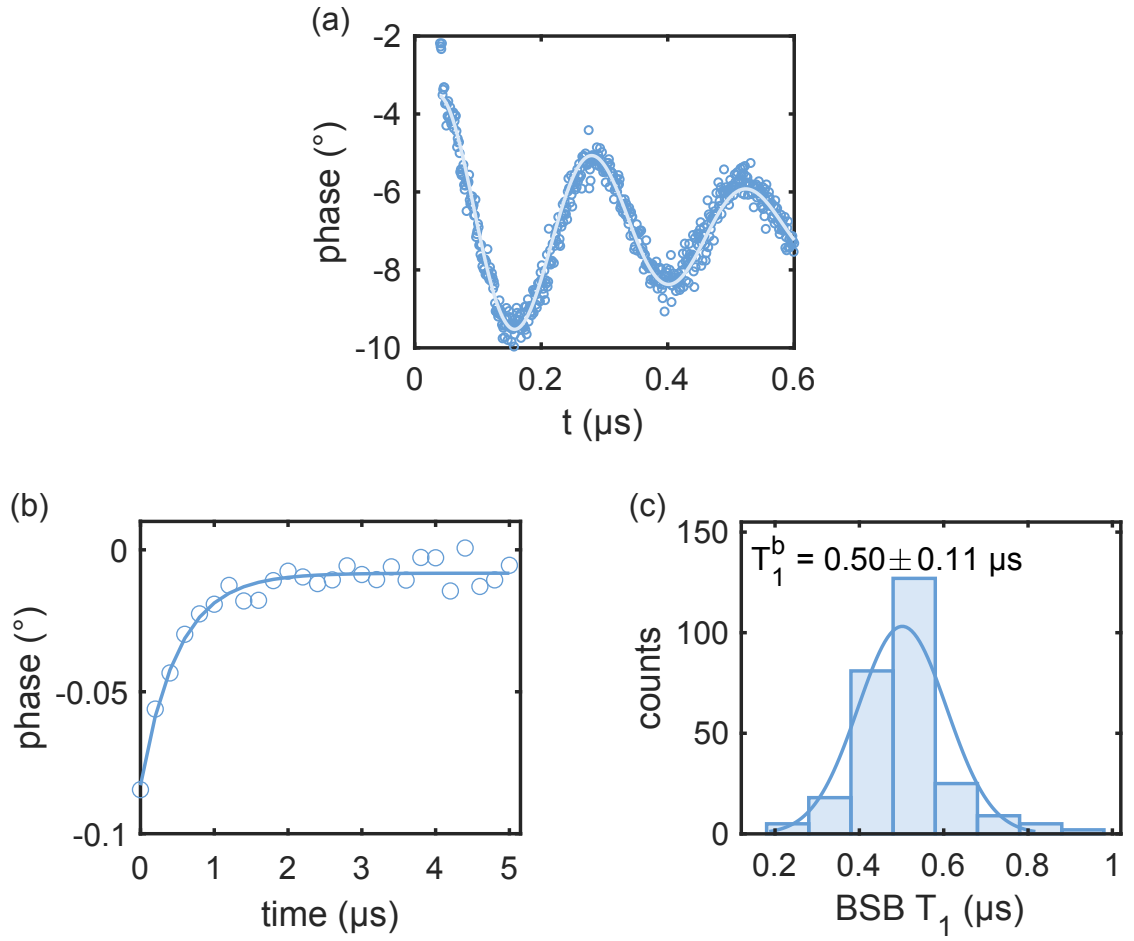 (a)
-2
-4
-6
-8
-10
phase (°)
0 0.2 0.4 0.6
t (µs)
(b)
0
-0.05
-0.1
phase (°)
0 1 2 3 4 5
time (µs)
(c)
150
100
50
0
counts
T₁ᵇ = 0.50±0.11 µs
0.2 0.4 0.6 0.8 1
BSB T₁ (µs)